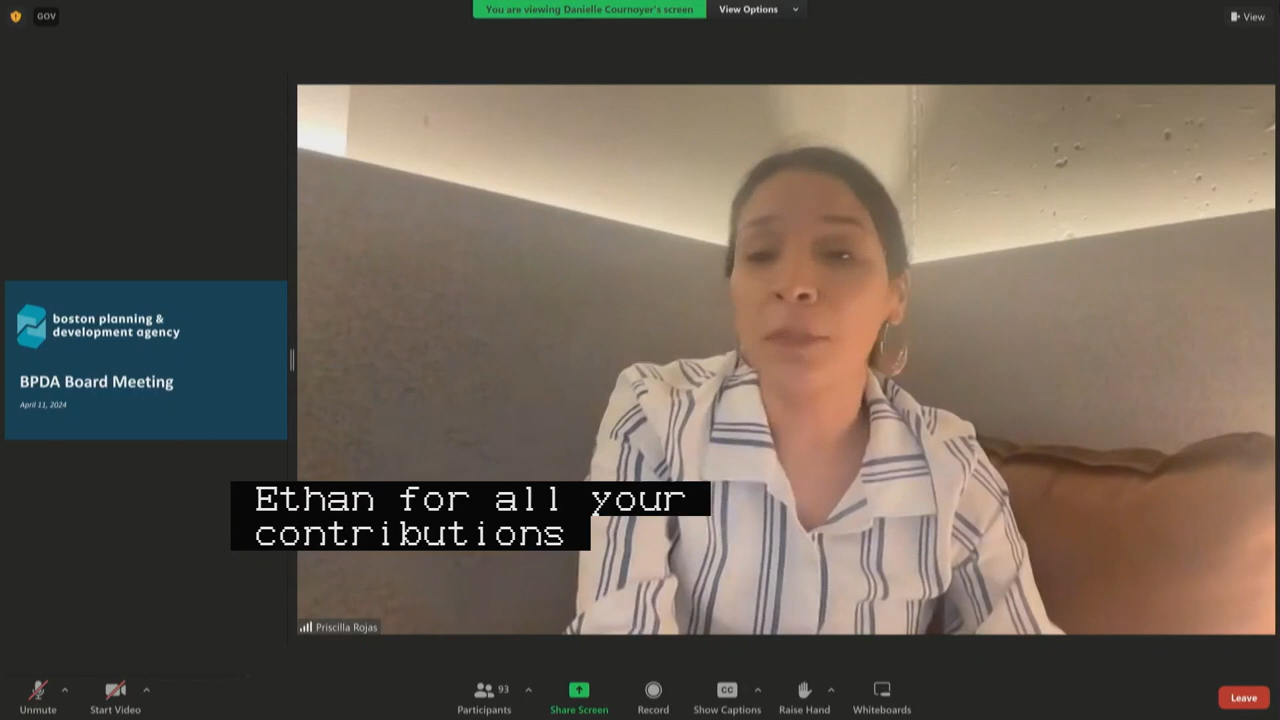 GOV
You are viewing Danielle Cournoyer's screen
View Options
View
boston planning &
development agency
BPDA Board Meeting
April 11, 2024
Ethan for all your
contributions
Priscilla Rojas
Unmute
Start Video
93
Participants
Share Screen
Record
CC
Show Captions
Raise Hand
Whiteboards
Leave